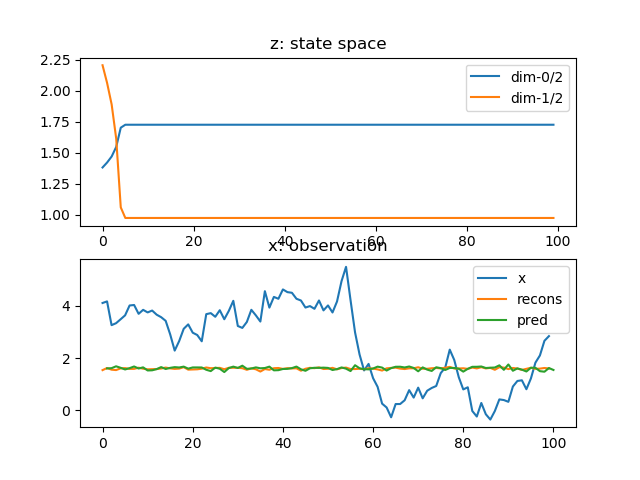 z: state space
2.25
2.00
1.75
1.50
1.25
1.00
dim-0/2
dim-1/2
0 20 40 60 80 100
x: observation
4
2
0
x
recons
pred
0 20 40 60 80 100